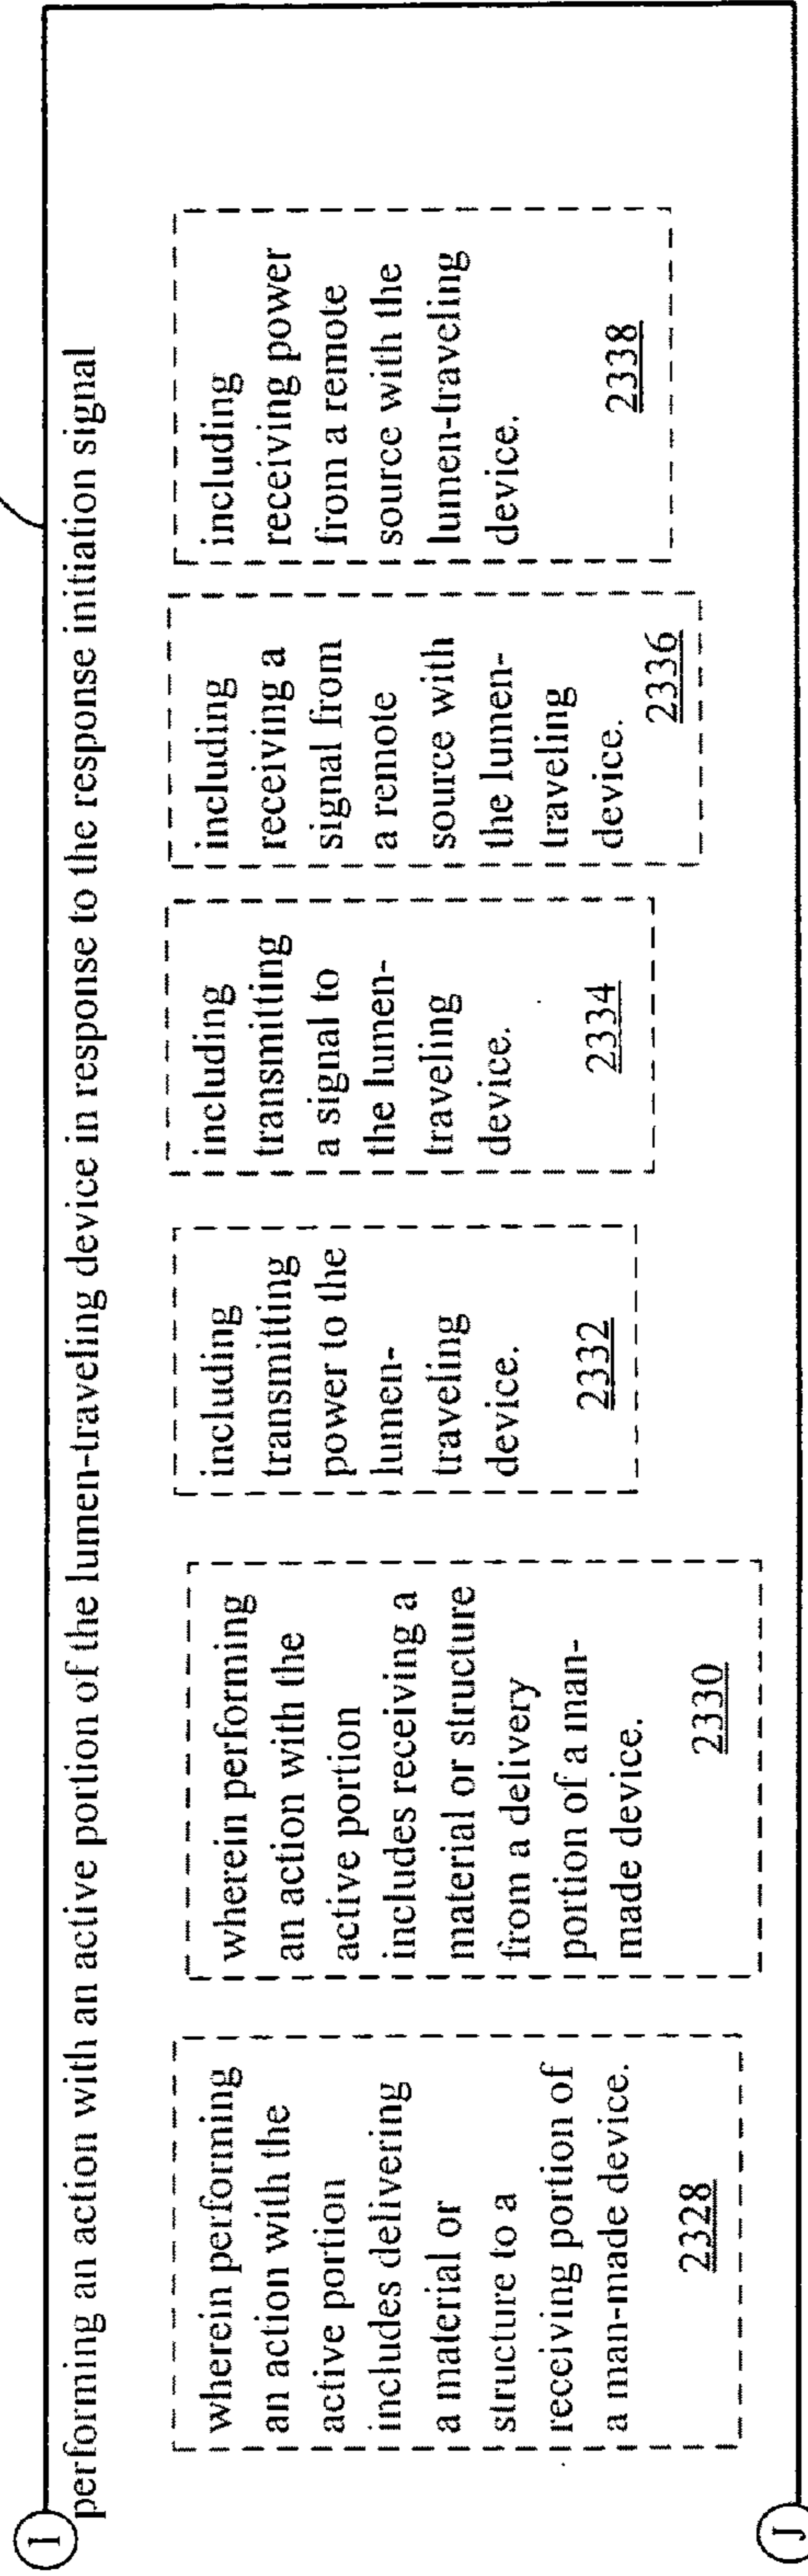 I
performing an action with an active portion of the lumen-traveling device in response to the response initiation signal
wherein performing
an action with the
active portion
includes delivering
a material or
structure to a
receiving portion of
a man-made device.
2328
wherein performing
an action with the
active portion
includes receiving a
material or structure
from a delivery
portion of a man-
made device.
2330
including
transmitting
power to the
lumen-
traveling
device.
2332
including
transmitting
a signal to
the lumen-
traveling
device.
2334
including
receiving a
signal from
a remote
source with
the lumen-
traveling
device.
2336
including
receiving power
from a remote
source with the
lumen-traveling
device.
2338
J